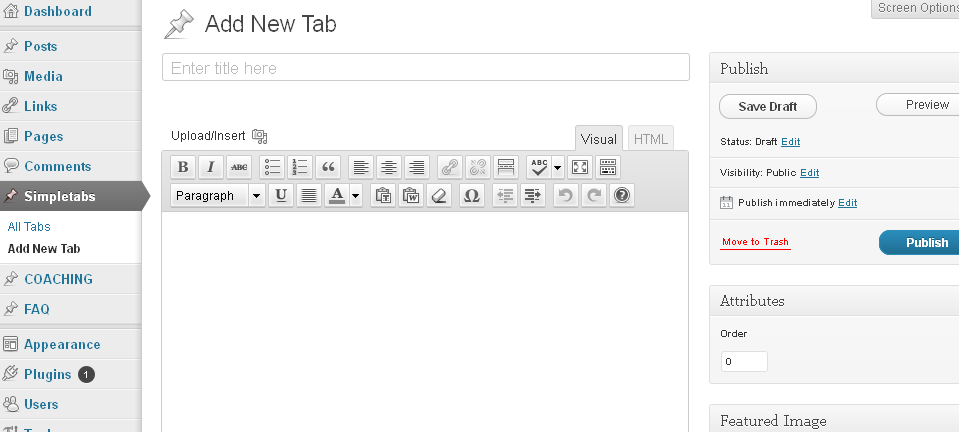 Dashboard
Posts
Media
Links
Pages
Comments
Simpletabs
All Tabs
Add New Tab
COACHING
FAQ
Appearance
Plugins 1
Users
Screen Options
Add New Tab
Enter title here
Upload/Insert
Visual
HTML
B I ABC ABC
Paragraph U A T W Ω ?
Publish
Save Draft
Preview
Status: Draft Edit
Visibility: Public Edit
Publish immediately Edit
Move to Trash
Publish
Attributes
Order
0
Featured Image